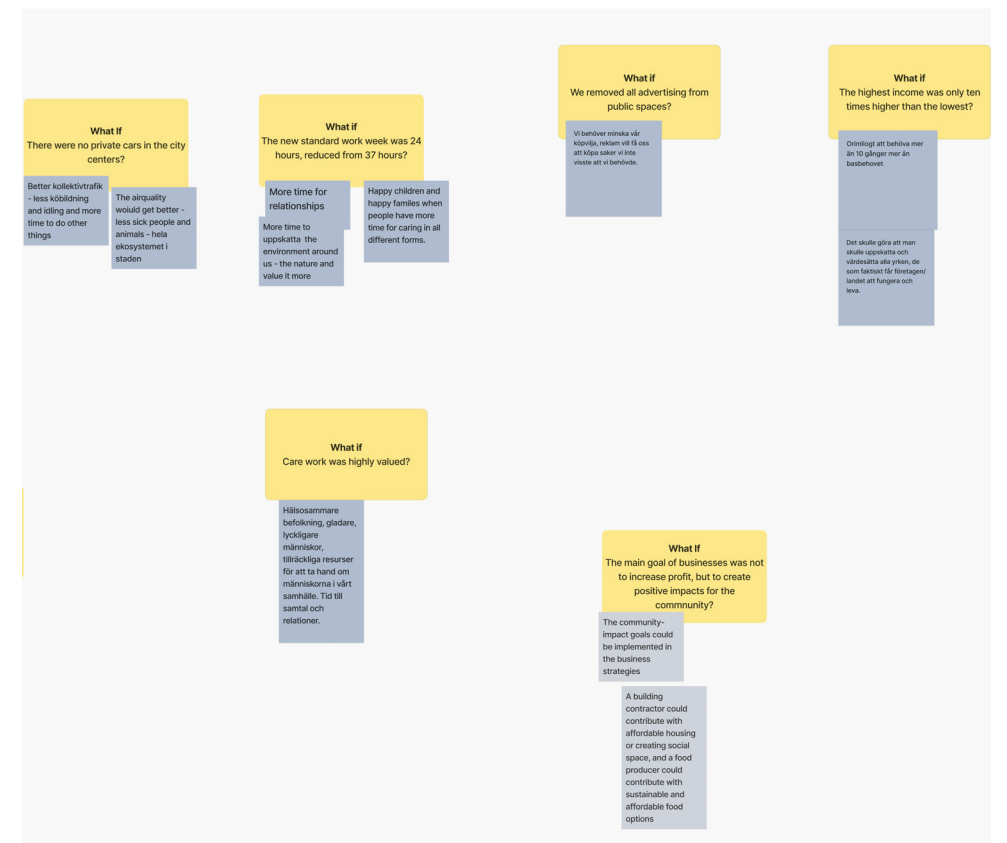 What If
There were no private cars in the city
centers?
Better kollektivtrafik
- less köbildning
and idling and more
time to do other
things
The airquality
woiuld get better -
less sick people and
animals - hela
ekosystemet i
staden
What if
The new standard work week was 24
hours, reduced from 37 hours?
More time for
relationships
More time to
uppskatta the
environment around
us - the nature and
value it more
Happy children and
happy familes when
people have more
time for caring in all
different forms.
What if
We removed all advertising from
public spaces?
Vi behöver minska vår
köpvilja, reklam vill få oss
att köpa saker vi inte
visste att vi behövde.
What if
The highest income was only ten
times higher than the lowest?
Orimligt att behöva mer
än 10 gånger mer än
basbehovet
Det skulle göra att man
skulle uppskatta och
värdesätta alla yrken, de
som faktiskt får företagen/
landet att fungera och
leva.
What if
Care work was highly valued?
Hälsosammare
befolkning, gladare,
lyckligare
människor,
tillräckliga resurser
för att ta hand om
människorna i vårt
samhälle. Tid till
samtal och
relationer.
What If
The main goal of businesses was not
to increase profit, but to create
positive impacts for the
commnunity?
The community-
impact goals could
be implemented in
the business
strategies
A building
contractor could
contribute with
affordable housing
or creating social
space, and a food
producer could
contribute with
sustainable and
affordable food
options